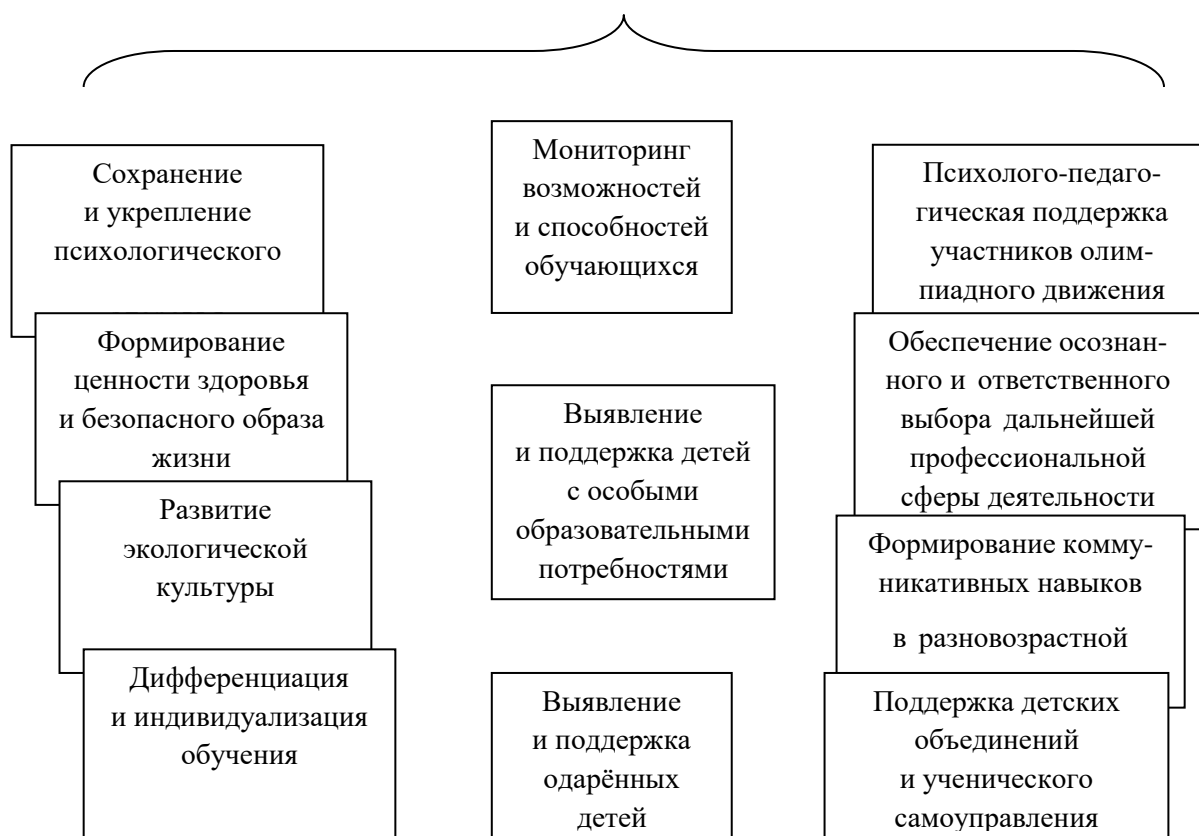 Сохранение
и укрепление
психологического
Формирование
ценности здоровья
и безопасного образа
жизни
Развитие
экологической
культуры
Дифференциация
и индивидуализация
обучения
Мониторинг
возможностей
и способностей
обучающихся
Выявление
и поддержка детей
с особыми
образовательными
потребностями
Выявление
и поддержка
одарённых
детей
Психолого-педаго-
гическая поддержка
участников олим-
пиадного движения
Обеспечение осознан-
ного и ответственного
выбора дальнейшей
профессиональной
сферы деятельности
Формирование комму-
никативных навыков
в разновозрастной
Поддержка детских
объединений
и ученического
самоуправления